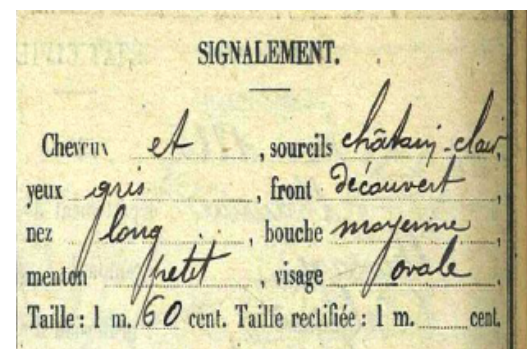 SIGNALEMENT.
Cheveux et , sourcils châtain-clair,
yeux gris , front découvert ,
nez long , bouche moyenne ,
menton petit , visage ovale .
Taille : 1 m. 60 cent. Taille rectifiée : 1 m. ........ cent.